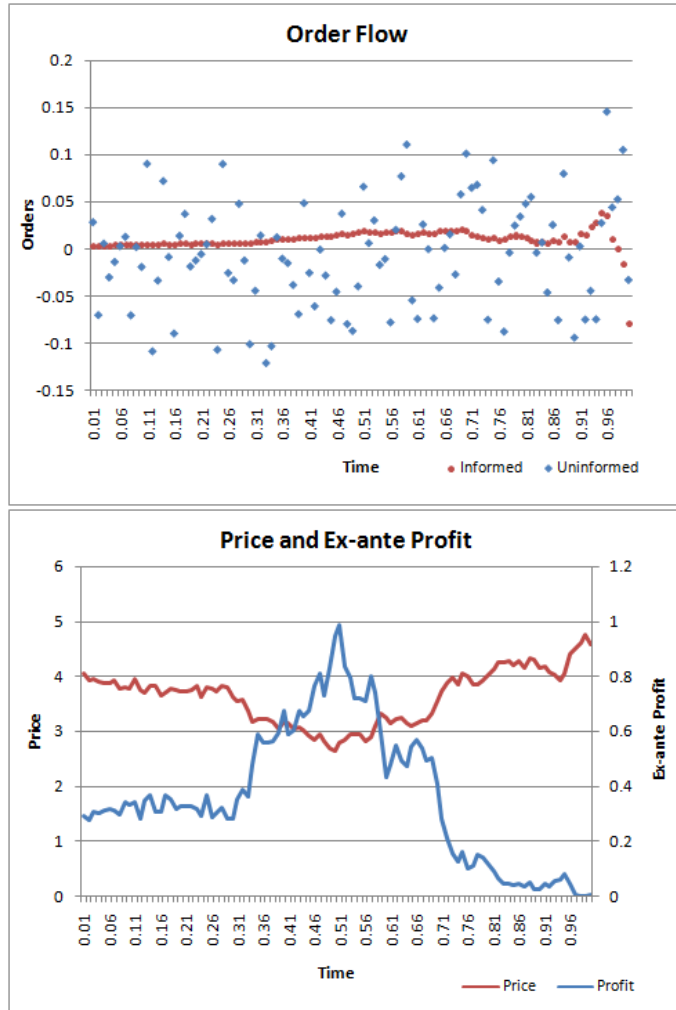 Order Flow
0.2
0.15
0.1
0.05
0
-0.05
-0.1
-0.15
Orders
0.01 0.06 0.11 0.16 0.21 0.26 0.31 0.36 0.41 0.46 0.51 0.56 0.61 0.66 0.71 0.76 0.81 0.86 0.91 0.96
Time
Informed Uninformed
Price and Ex-ante Profit
6
5
4
3
2
1
0
Price
1.2
1
0.8
0.6
0.4
0.2
0
Ex-ante Profit
0.01 0.06 0.11 0.16 0.21 0.26 0.31 0.36 0.41 0.46 0.51 0.56 0.61 0.66 0.71 0.76 0.81 0.86 0.91 0.96
Time
Price Profit